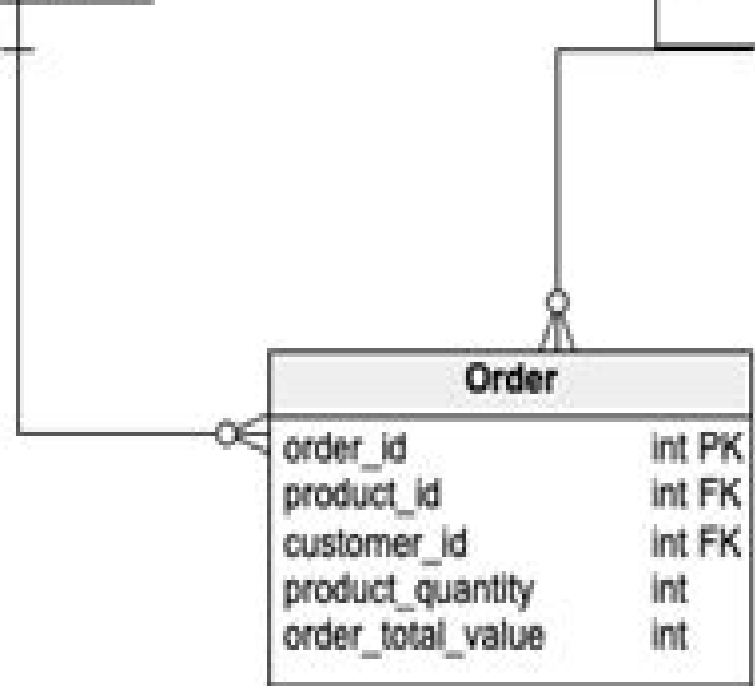 Order
order_id int PK
product_id int FK
customer_id int FK
product_quantity int
order_total_value int